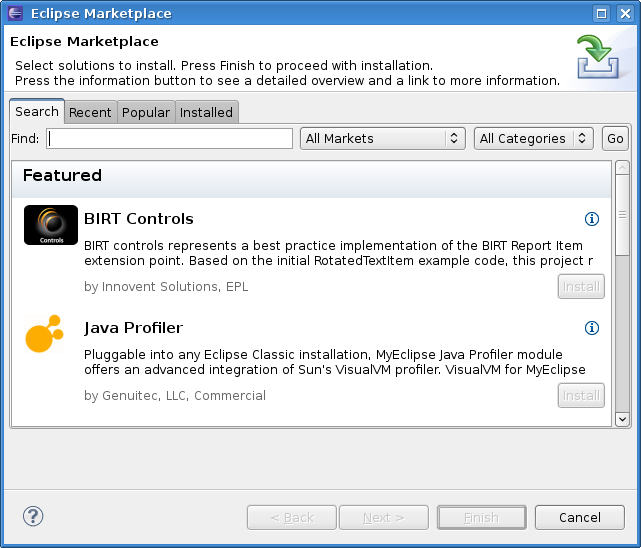 Eclipse Marketplace
Eclipse Marketplace
Select solutions to install. Press Finish to proceed with installation.
Press the information button to see a detailed overview and a link to more information.
Search Recent Popular Installed
Find: All Markets All Categories Go
Featured
BIRT Controls
Controls
BIRT controls represents a best practice implementation of the BIRT Report Item
extension point. Based on the initial RotatedTextItem example code, this project r
by Innovent Solutions, EPL Install
Java Profiler
Pluggable into any Eclipse Classic installation, MyEclipse Java Profiler module
offers an advanced integration of Sun's VisualVM profiler. VisualVM for MyEclipse
by Genuitec, LLC, Commercial Install
? < Back Next > Finish Cancel